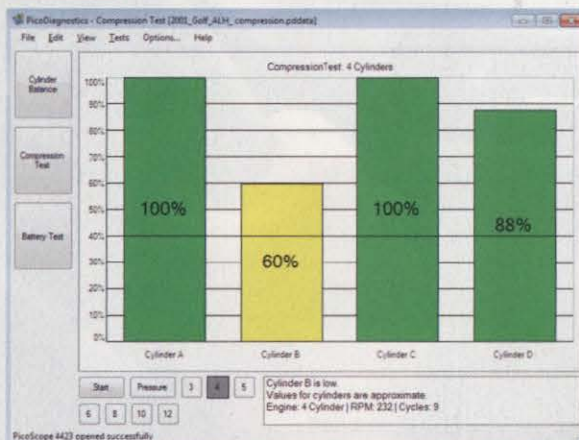 PicoDiagnostics - Compression Test [2001_Golf_ALH_compression.pddata]
File Edit View Tests Options... Help
Cylinder Balance
Compression Test
Battery Test
CompressionTest: 4 Cylinders
100%
90%
80%
70%
60%
50%
40%
30%
20%
10%
0%
100%
60%
100%
88%
Cylinder A Cylinder B Cylinder C Cylinder D
Start Pressure 3 4 5
6 8 10 12
Cylinder B is low.
Values for cylinders are approximate
Engine: 4 Cylinder | RPM: 232 | Cycles: 9
PicoScope 4423 opened successfully